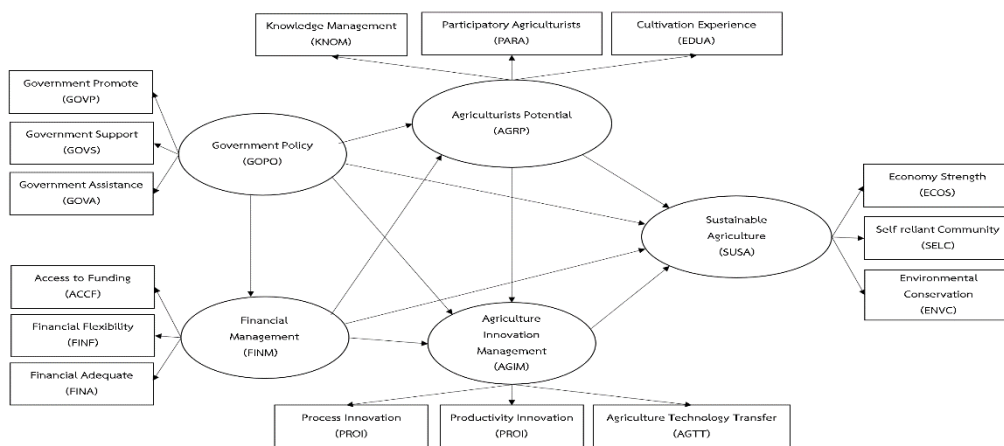 Knowledge Management
(KNOM)
Participatory Agriculturists
(PARA)
Cultivation Experience
(EDUA)
Government Promote
(GOVP)
Government Support
(GOVS)
Government Assistance
(GOVA)
Government Policy
(GOPO)
Agriculturists Potential
(AGRP)
Economy Strength
(ECOS)
Self reliant Community
(SELC)
Environmental
Conservation
(ENVC)
Sustainable
Agriculture
(SUSA)
Access to Funding
(ACCF)
Financial Flexibility
(FINF)
Financial Adequate
(FINA)
Financial
Management
(FINM)
Agriculture
Innovation
Management
(AGIM)
Process Innovation
(PROI)
Productivity Innovation
(PROI)
Agriculture Technology Transfer
(AGTT)